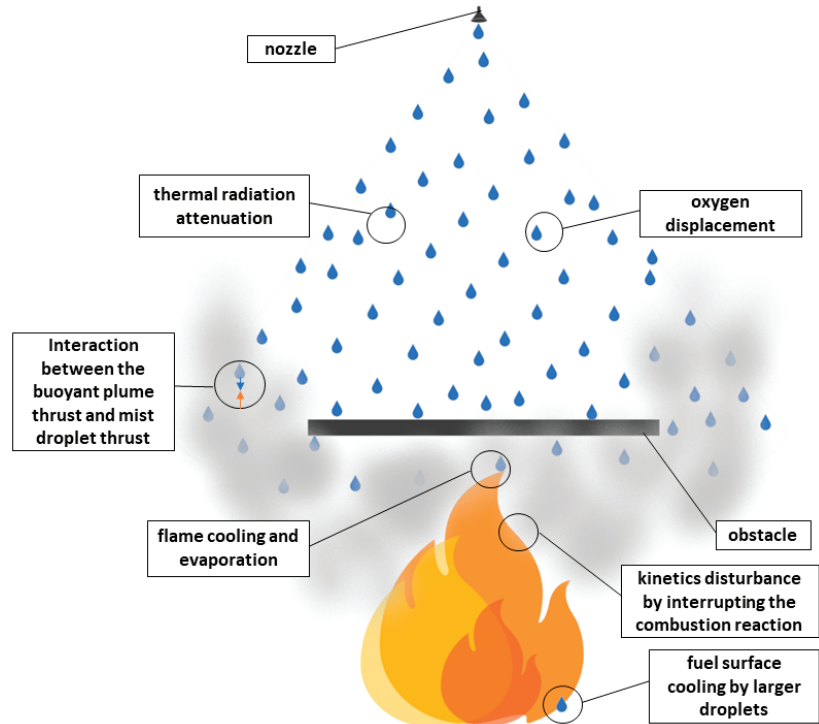 nozzle
thermal radiation
attenuation
oxygen
displacement
Interaction
between the
buoyant plume
thrust and mist
droplet thrust
flame cooling and
evaporation
obstacle
kinetics disturbance
by interrupting the
combustion reaction
fuel surface
cooling by larger
droplets